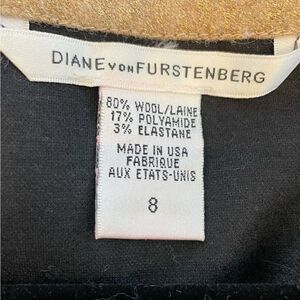 DIANE VON FURSTENBERG
80% WOOL/LAINE
17% POLYAMIDE
3% ELASTANE
MADE IN USA
FABRIQUE
AUX ETATS-UNIS
8